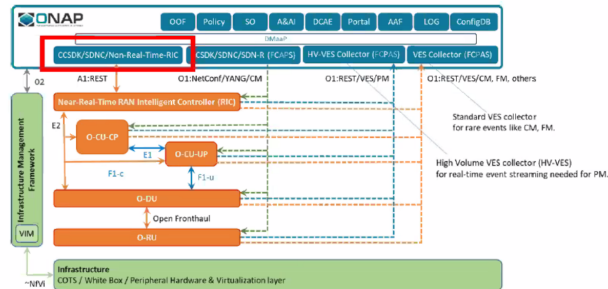 ONAP
OOF Policy SO A&AI DCAE Portal AAF LOG ConfigDB
DMaaP
CCSDK/SDNC/Non-Real-Time-RIC CCSDK/SDNC/SDN-R (FCAPS) HV-VES Collector (FCPAS) VES Collector (FCPAS)
O2 A1:REST O1:NetConf/YANG/CM O1:REST/VES/PM O1:REST/VES/CM, FM, others
Near-Real-Time RAN Intelligent Controller (RIC)
Standard VES collector
for rare events like CM, FM.
E2
O-CU-CP
E1
O-CU-UP
High Volume VES collector (HV-VES)
for real-time event streaming needed for PM.
F1-c
F1-u
O-DU
Open Fronthaul
O-RU
Infrastructure Management
Framework
VIM
Infrastructure
COTS / White Box / Peripheral Hardware & Virtualization layer
~NfVi